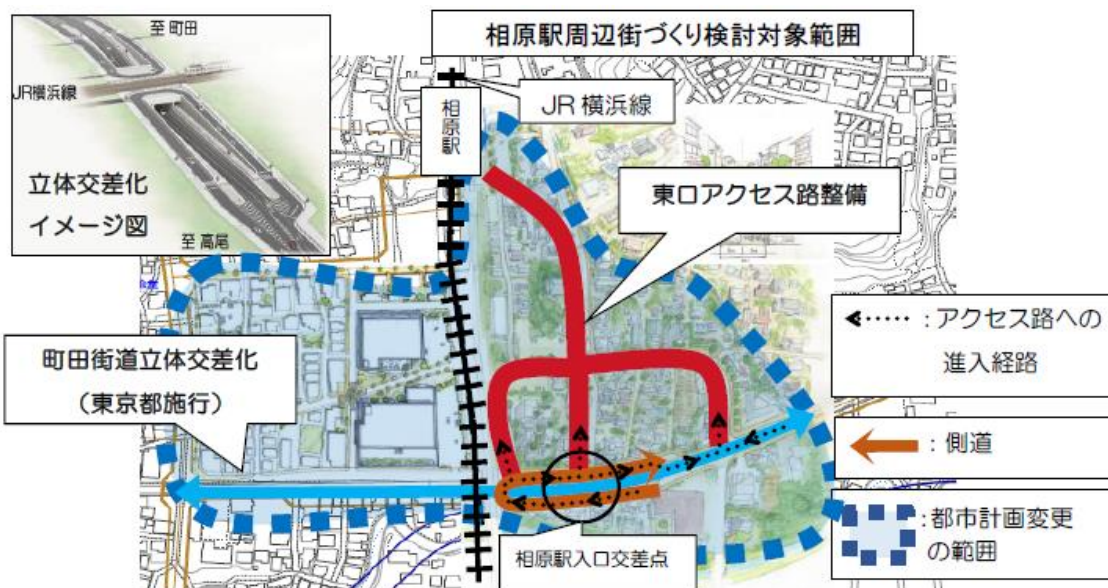 相原駅周辺街づくり検討対象範囲
至 町田
JR横浜線
立体交差化
イメージ図
至 高尾
JR 横浜線
相原駅
東口アクセス路整備
町田街道立体交差化
（東京都施行）
相原駅入口交差点
：アクセス路への
進入経路
：側道
：都市計画変更
の範囲